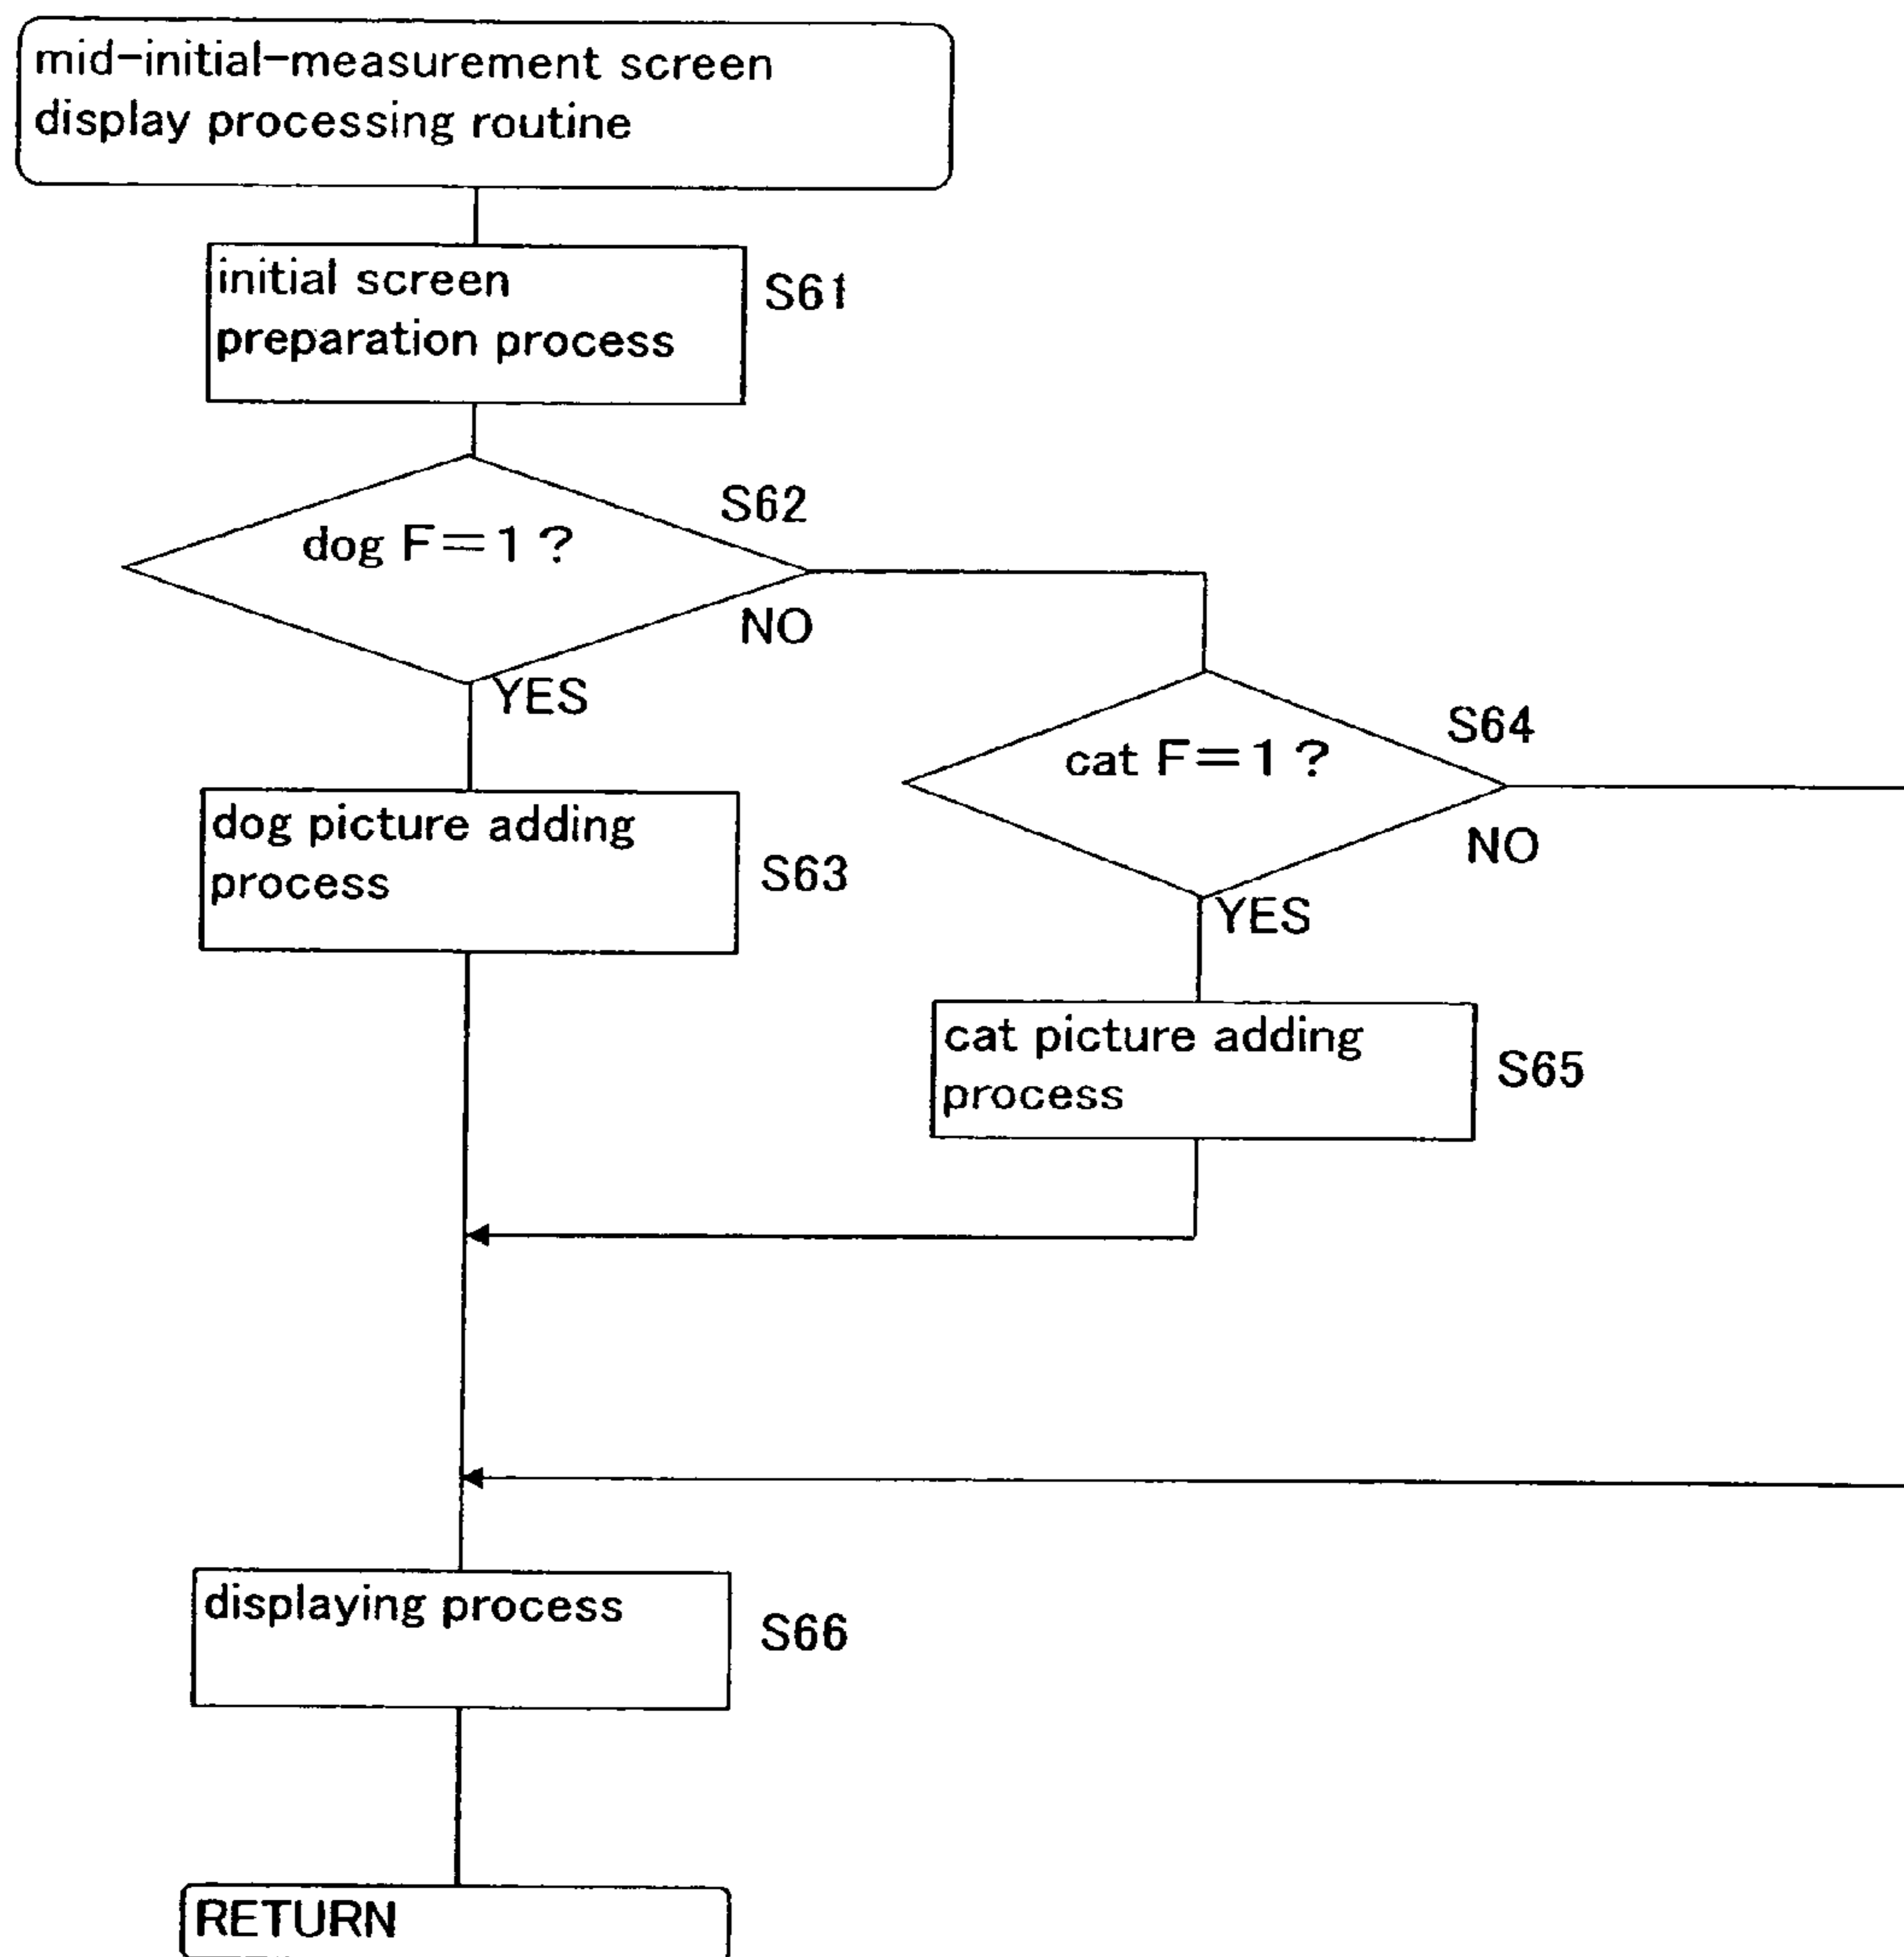 mid-initial-measurement screen
display processing routine
initial screen
preparation process
S61
dog F=1?
S62
NO
YES
dog picture adding
process
S63
cat F=1?
S64
NO
YES
cat picture adding
process
S65
displaying process
S66
RETURN